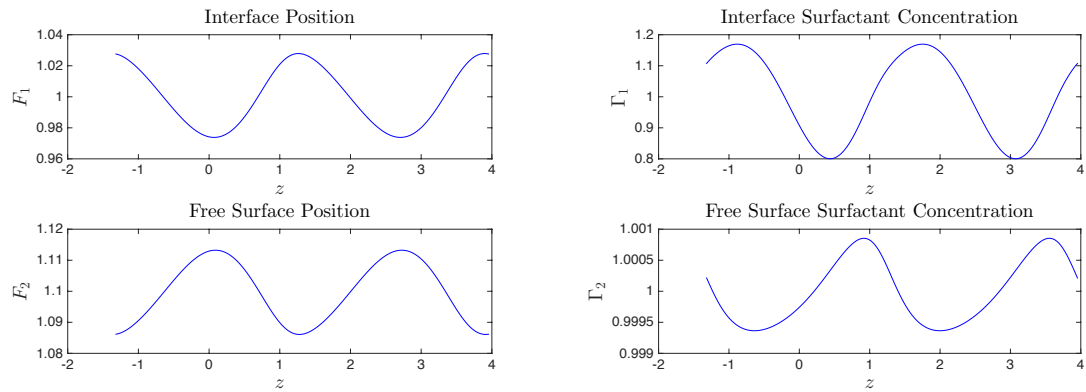 Interface Position
F₁
1.04
1.02
1
0.98
0.96
-2 -1 0 1 2 3 4
z
Interface Surfactant Concentration
Γ₁
1.2
1.1
1
0.9
0.8
-2 -1 0 1 2 3 4
z
Free Surface Position
F₂
1.12
1.11
1.1
1.09
1.08
-2 -1 0 1 2 3 4
z
Free Surface Surfactant Concentration
Γ₂
1.001
1.0005
1
0.9995
0.999
-2 -1 0 1 2 3 4
z